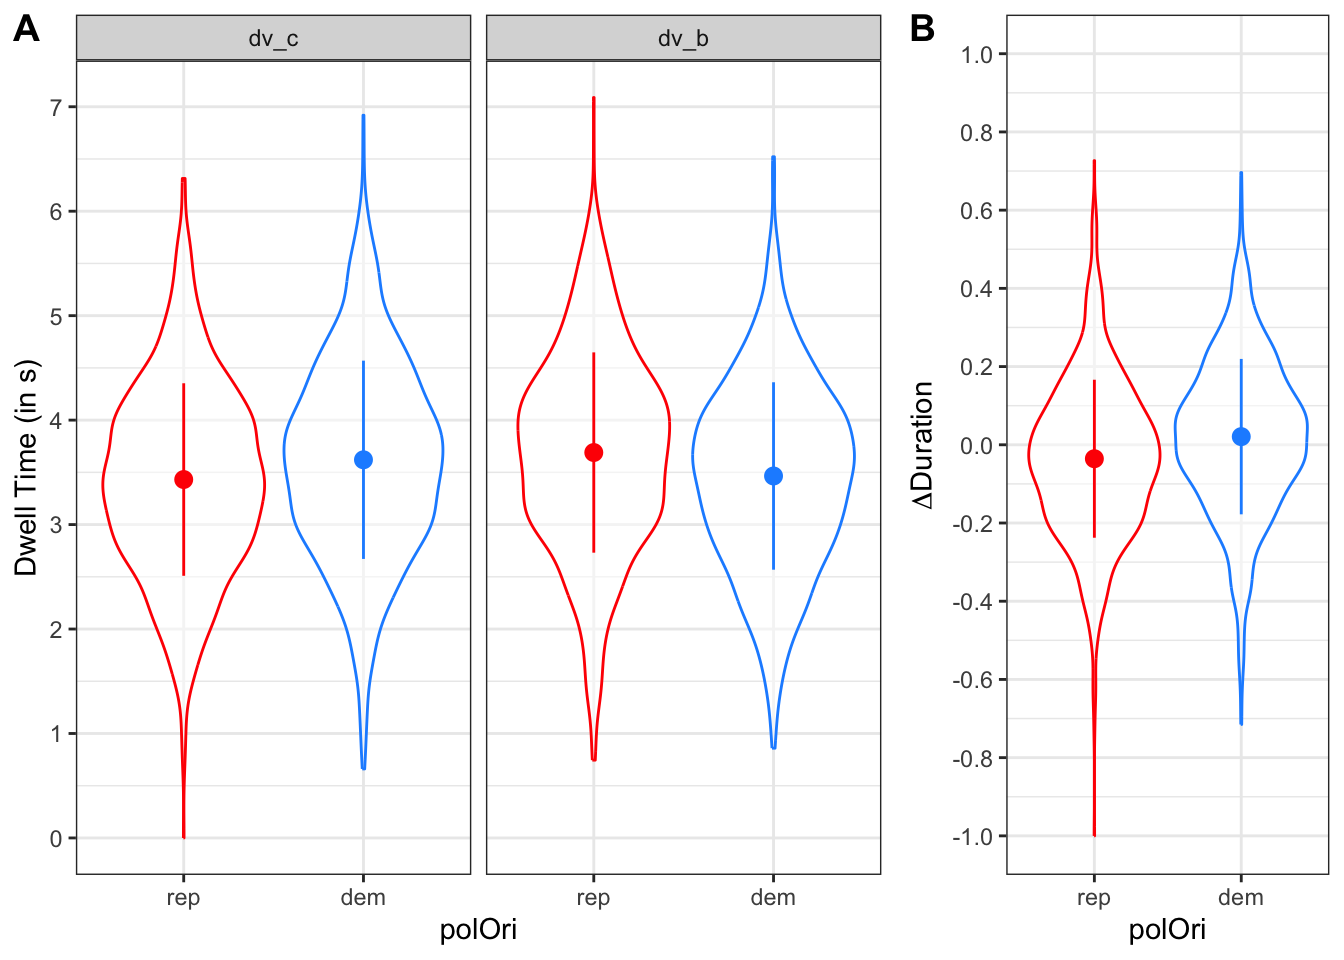 A
dv_c
dv_b
Dwell Time (in s)
7
6
5
4
3
2
1
0
rep
dem
rep
dem
polOri
B
ΔDuration
1.0
0.8
0.6
0.4
0.2
0.0
-0.2
-0.4
-0.6
-0.8
-1.0
rep
dem
polOri